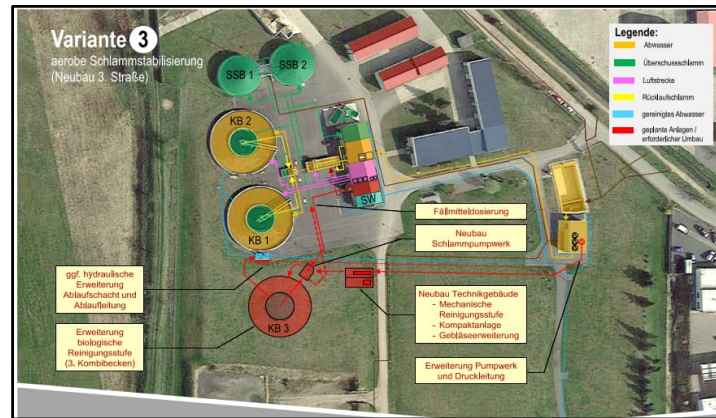 Variante 3
aerobe Schlammstabilisierung
(Neubau 3. Straße)
Legende:
Abwasser
Überschusschlamm
Luftstrecke
Rücklaufschlamm
gereinigtes Abwasser
geplante Anlagen /
erforderlicher Umbau
SSB 1
SSB 2
KB 2
KB 1
SW
Fällmitteldosierung
Neubau
Schlammpumpwerk
ggf. hydraulische
Erweiterung
Ablaufschacht und
Ablaufleitung
KB 3
Neubau Technikgebäude
- Mechanische
Reinigungsstufe
- Kompaktanlage
- Gebläseerweiterung
Erweiterung
biologische
Reinigungsstufe
(3. Kombibecken)
Erweiterung Pumpwerk
und Druckleitung